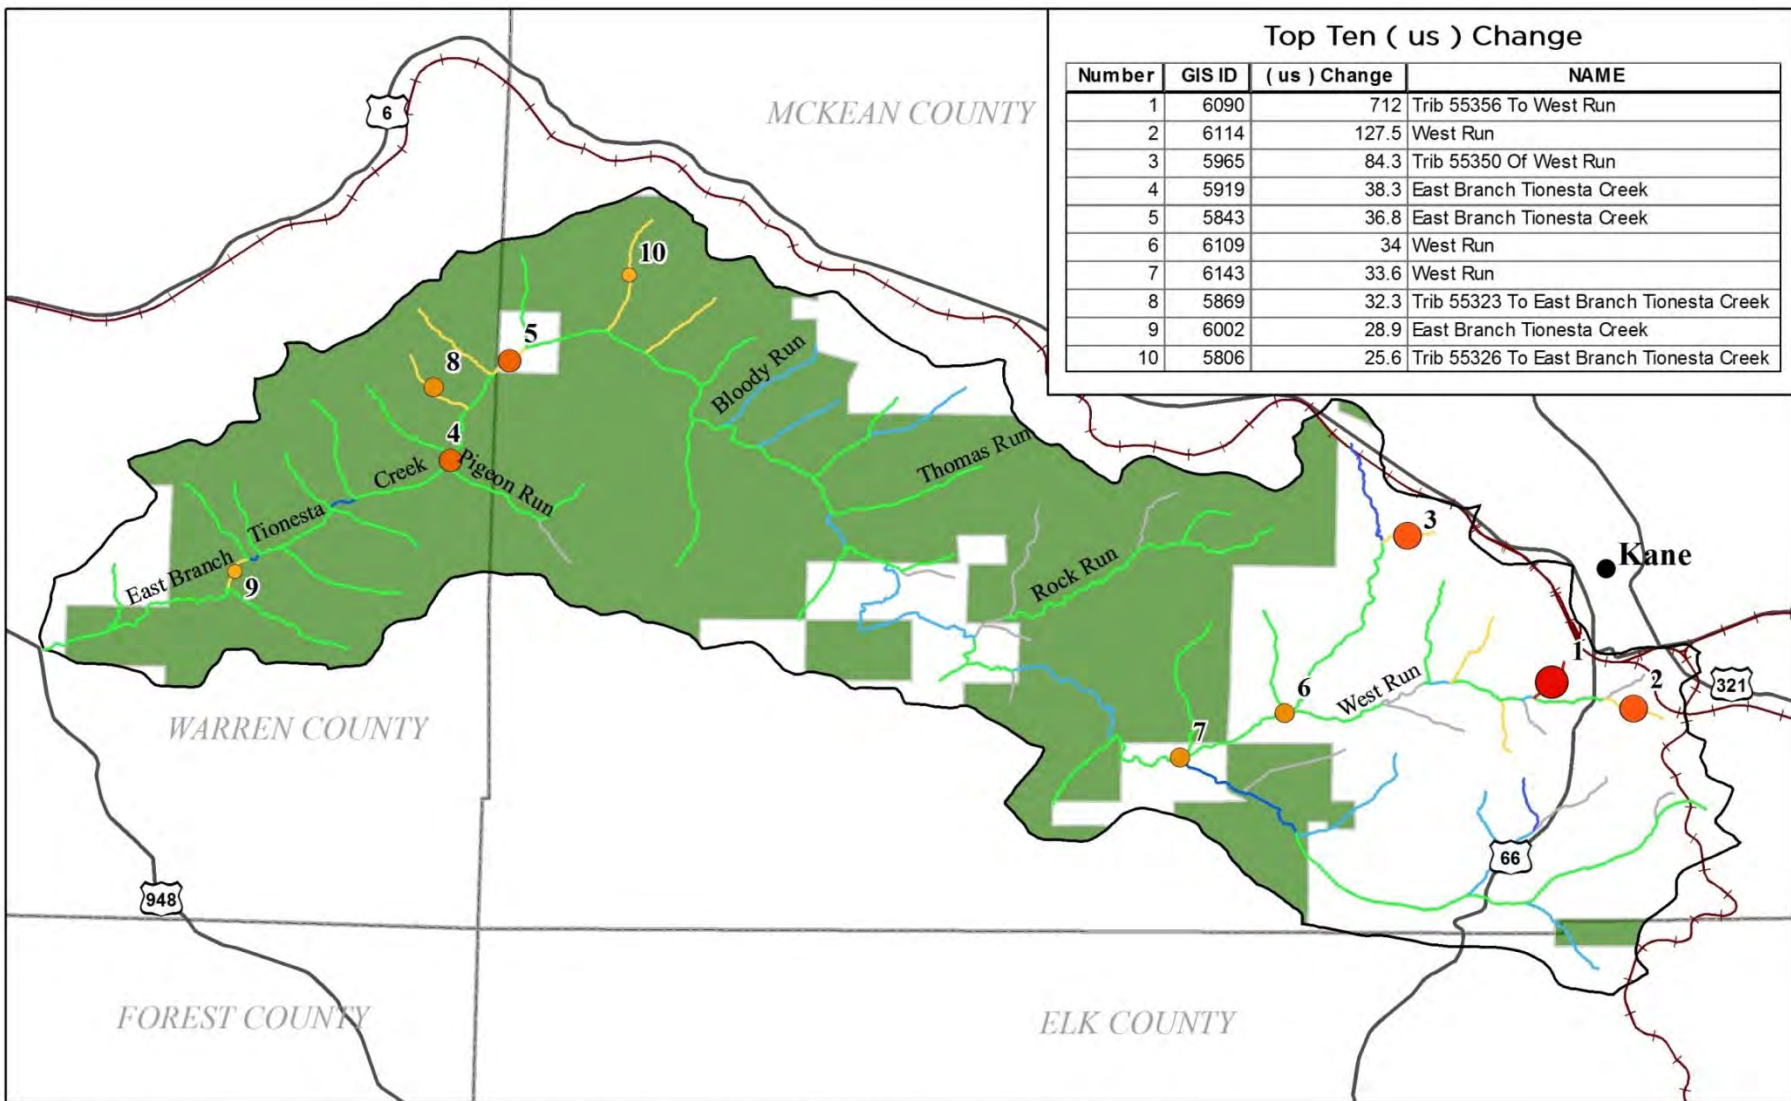 Top Ten ( us ) Change
Number GIS ID ( us ) Change NAME
1 6090 712 Trib 55356 To West Run
2 6114 127.5 West Run
3 5965 84.3 Trib 55350 Of West Run
4 5919 38.3 East Branch Tionesta Creek
5 5843 36.8 East Branch Tionesta Creek
6 6109 34 West Run
7 6143 33.6 West Run
8 5869 32.3 Trib 55323 To East Branch Tionesta Creek
9 6002 28.9 East Branch Tionesta Creek
10 5806 25.6 Trib 55326 To East Branch Tionesta Creek
6
MCKEAN COUNTY
10
5
8
Bloody Run
4
Pigeon Run
Thomas Run
East Branch Tionesta Creek
9
3
Kane
Rock Run
1
2
321
6
West Run
7
WARREN COUNTY
66
948
FOREST COUNTY
ELK COUNTY